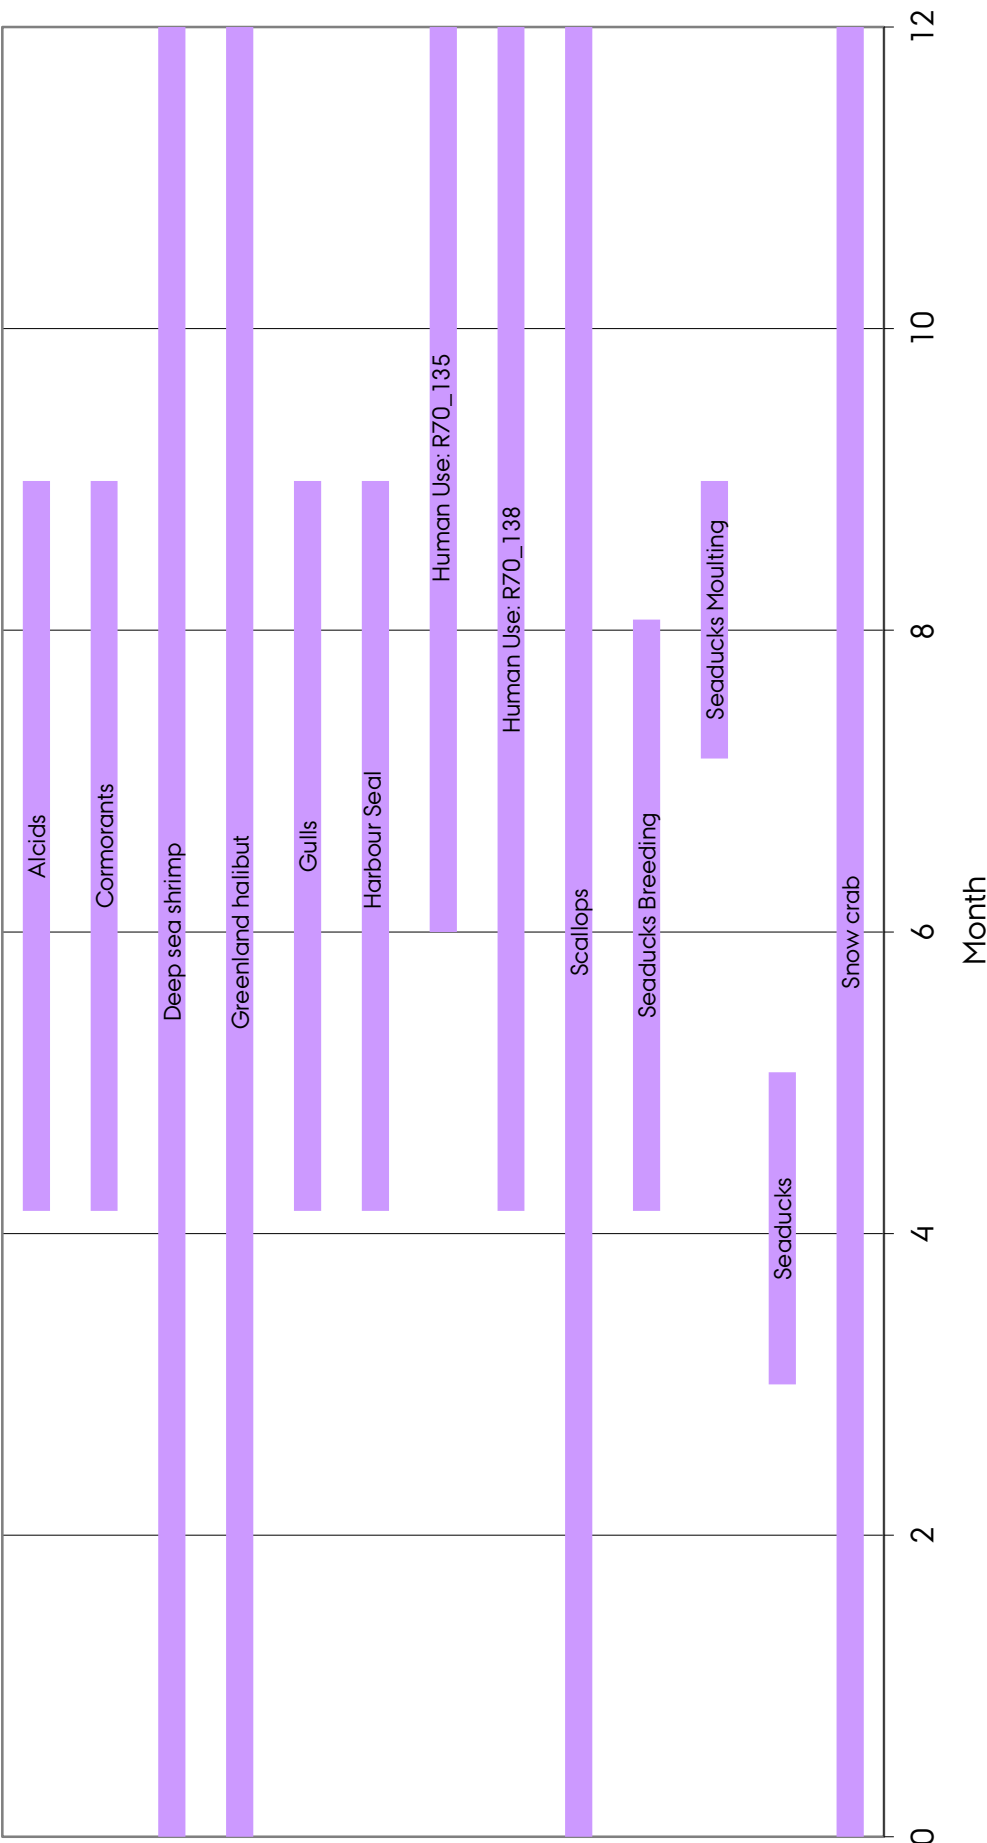 Alcids
Cormorants
Deep sea shrimp
Greenland halibut
Gulls
Harbour Seal
Human Use: R70_135
Human Use: R70_138
Scallops
Seaducks Breeding
Seaducks Moulting
Seaducks
Snow crab
0 2 4 6 8 10 12
Month